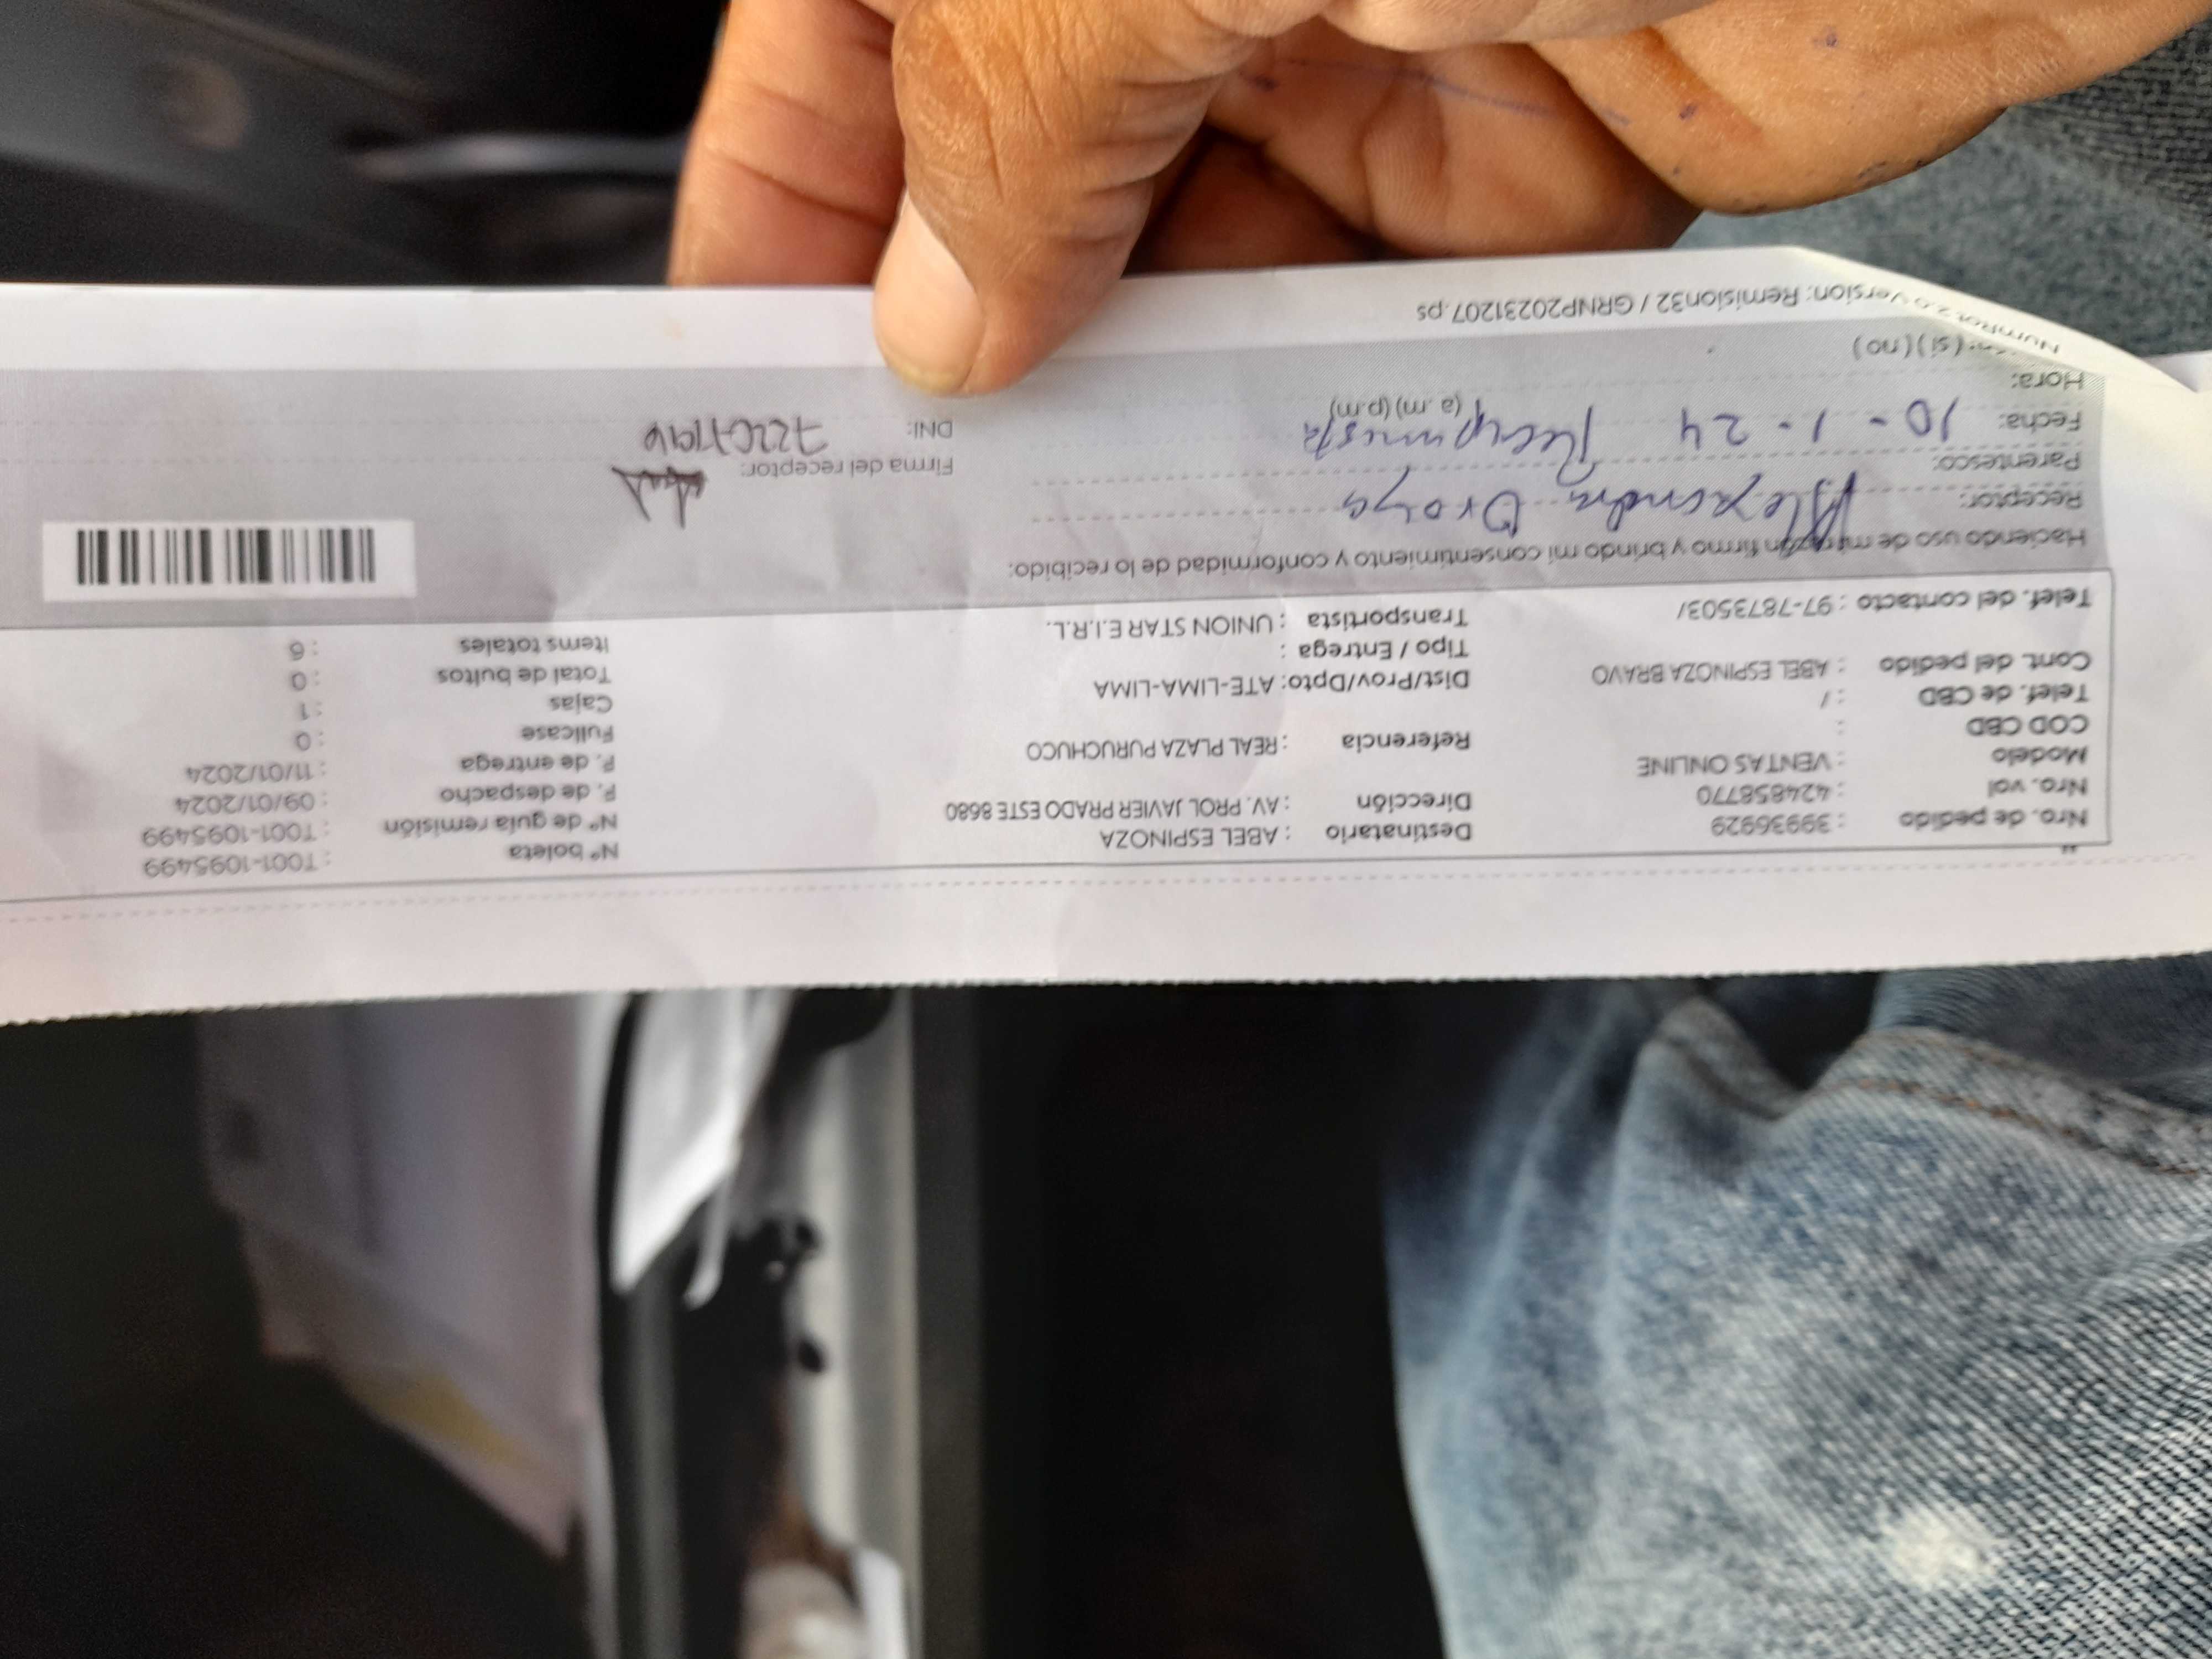 Nro. de pedido : 39936929
Nro. vol : 424858770
Modelo : VENTAS ONLINE
COD CBD :
Telef. de CBD : /
Cont. del pedido : ABEL ESPINOZA BRAVO
Telef. del contacto : 97-7873503/
Destinatario : ABEL ESPINOZA
Dirección : AV. PROL JAVIER PRADO ESTE 8680
Referencia : REAL PLAZA PURUCHUCO
Dist/Prov/Dpto: ATE-LIMA-LIMA
Tipo / Entrega :
Transportista : UNION STAR E.I.R.L.
N° boleta : T001-1095499
N° de guía remisión : T001-1095499
F. de despacho : 09/01/2024
F. de entrega : 11/01/2024
Fullcase : 0
Cajas : 1
Total de bultos : 0
Items totales : 6
Haciendo uso de mi razón firmo y brindo mi consentimiento y conformidad de lo recibido:
Receptor: Alexandra Oroya
Parentesco:
Fecha: 10-1-24
Hora: (a.m) (p.m)
(si) (no)
Firma del receptor:
DNI:
Version: Remision32 / GRNP20231207.ps